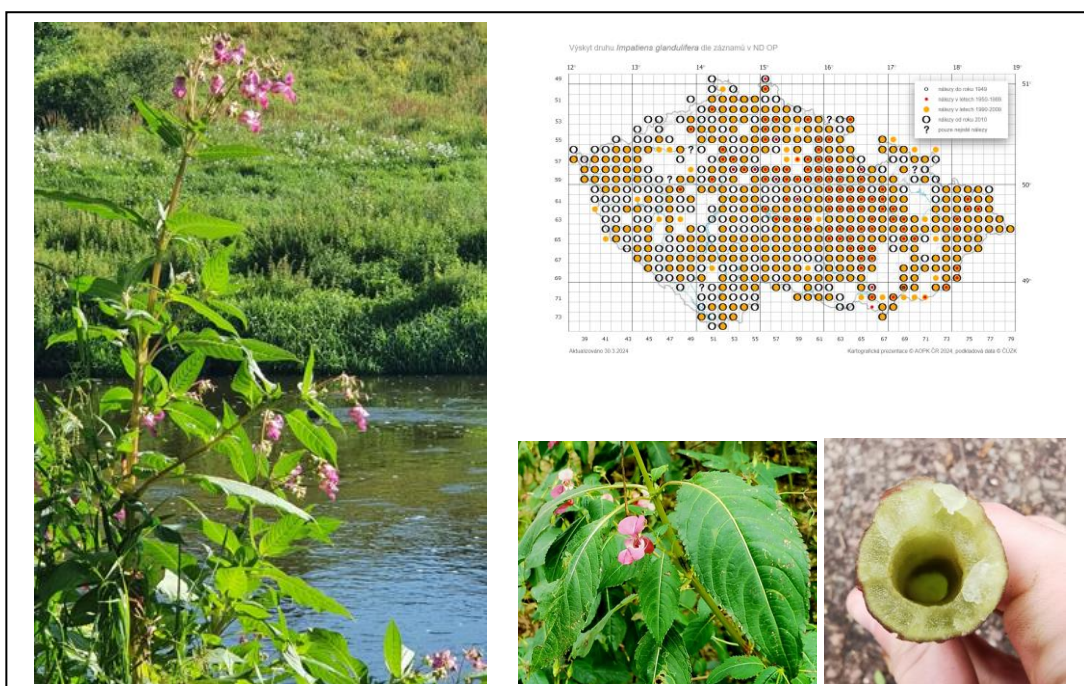 Výskyt druhu Impatiens glandulifera dle záznamů v ND OP
12° 13° 14° 15° 16° 17° 18° 19°
49
51
53
55
57
59
61
63
65
67
69
71
73
51°
50°
49°
nálezy do roku 1949
nálezy v letech 1950-1989
nálezy v letech 1990-2009
nálezy od roku 2010
? pouze nejisté nálezy
39 41 43 45 47 49 51 53 55 57 59 61 63 65 67 69 71 73 75 77 79
Aktualizováno 30.3.2024
Kartografická prezentace © AOPK ČR 2024, podkladová data © ČÚZK